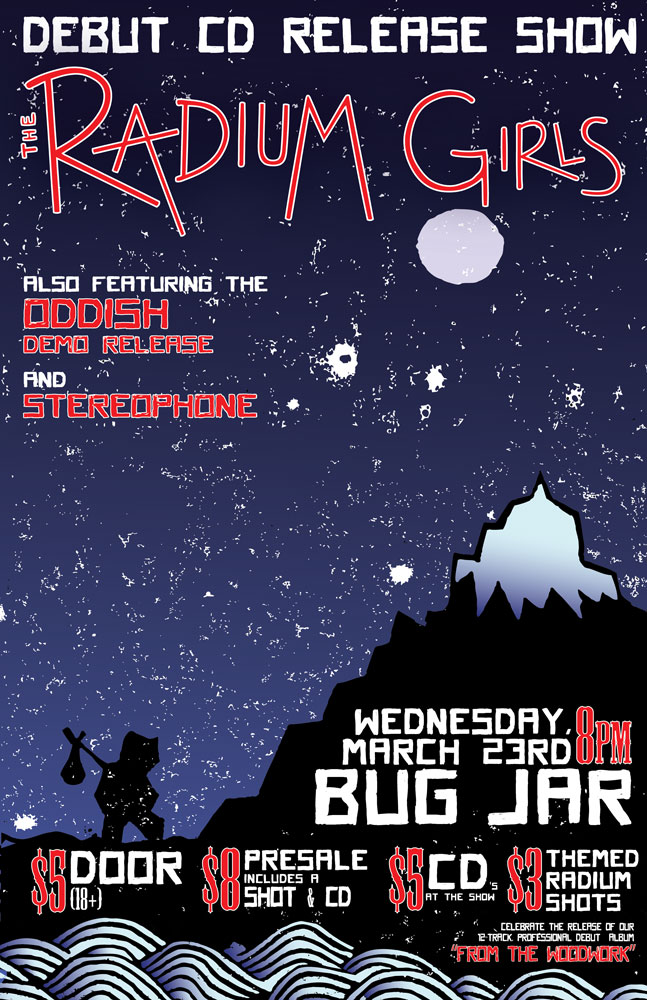 DEBUT CD RELEASE SHOW
THE RADIUM GIRLS
ALSO FEATURING THE
ODDISH
DEMO RELEASE
AND
STEREOPHONE
WEDNESDAY,
MARCH 23RD 8PM
BUG JAR
$5 DOOR
(18+)
$8 PRESALE
INCLUDES A
SHOT & CD
$5 CD'S
AT THE SHOW
$3 THEMED
RADIUM
SHOTS
CELEBRATE THE RELEASE OF OUR
12-TRACK PROFESSIONAL DEBUT ALBUM
"FROM THE WOODWORK"